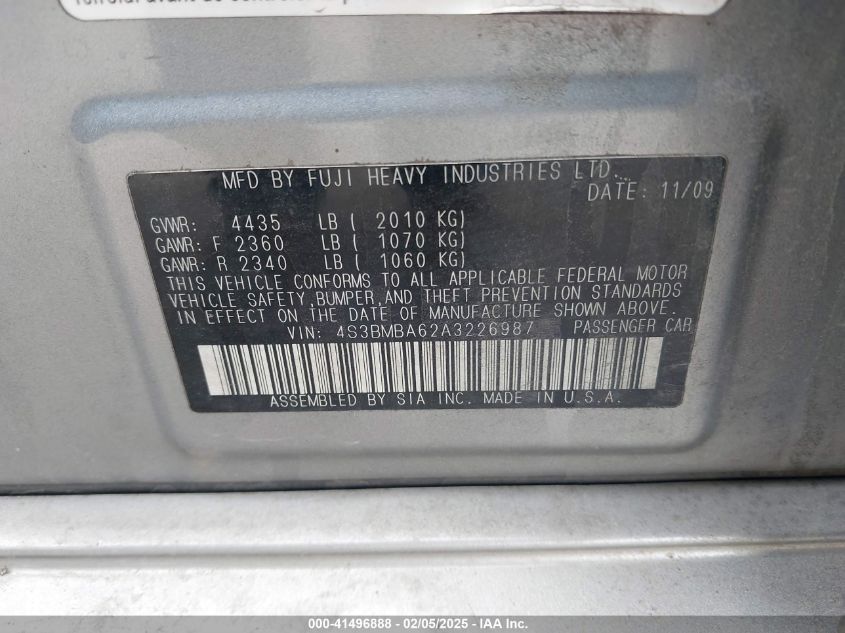 MFD BY FUJI HEAVY INDUSTRIES LTD.
DATE: 11/09
GVWR: 4435 LB ( 2010 KG)
GAWR: F 2360 LB ( 1070 KG)
GAWR: R 2340 LB ( 1060 KG)
THIS VEHICLE CONFORMS TO ALL APPLICABLE FEDERAL MOTOR
VEHICLE SAFETY, BUMPER, AND THEFT PREVENTION STANDARDS
IN EFFECT ON THE DATE OF MANUFACTURE SHOWN ABOVE.
VIN: 4S3BMBA62A3226987 PASSENGER CAR
ASSEMBLED BY SIA INC. MADE IN U.S.A.
000-41496888 - 02/05/2025 - IAA Inc.